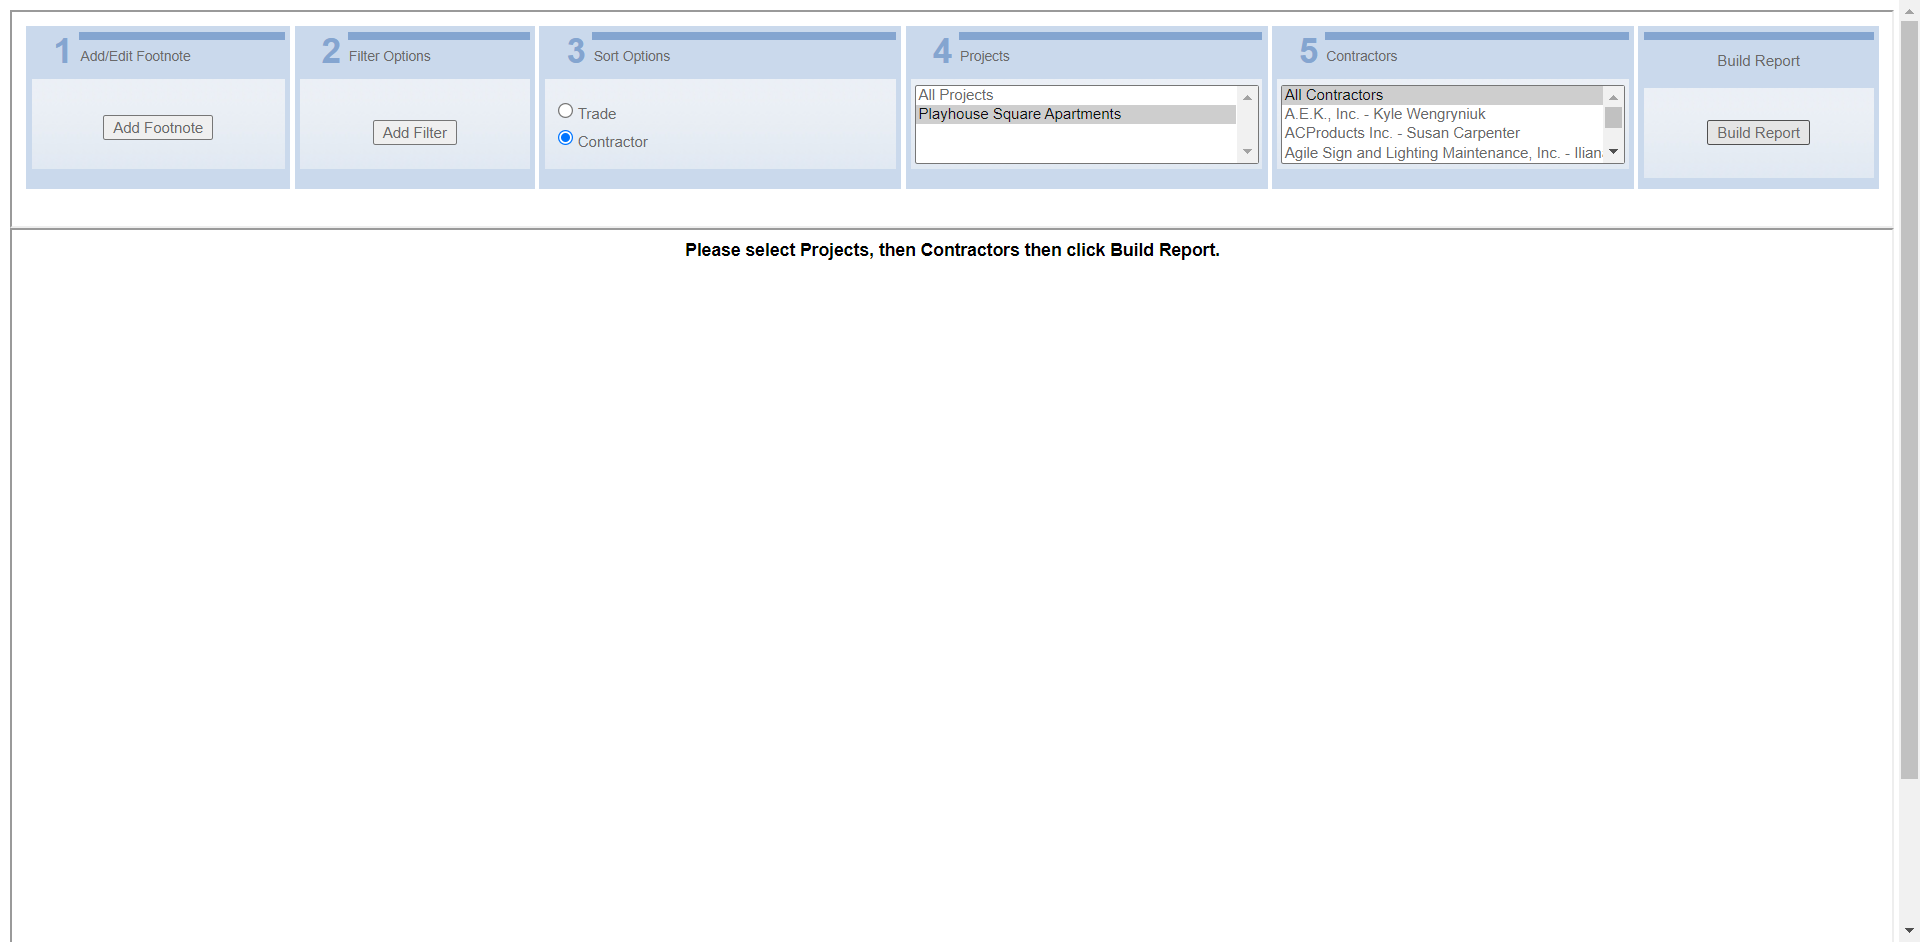 1 Add/Edit Footnote
Add Footnote
2 Filter Options
Add Filter
3 Sort Options
Trade
Contractor
4 Projects
All Projects
Playhouse Square Apartments
5 Contractors
All Contractors
A.E.K., Inc. - Kyle Wengryniuk
ACProducts Inc. - Susan Carpenter
Agile Sign and Lighting Maintenance, Inc. - Ilian
Build Report
Build Report
Please select Projects, then Contractors then click Build Report.